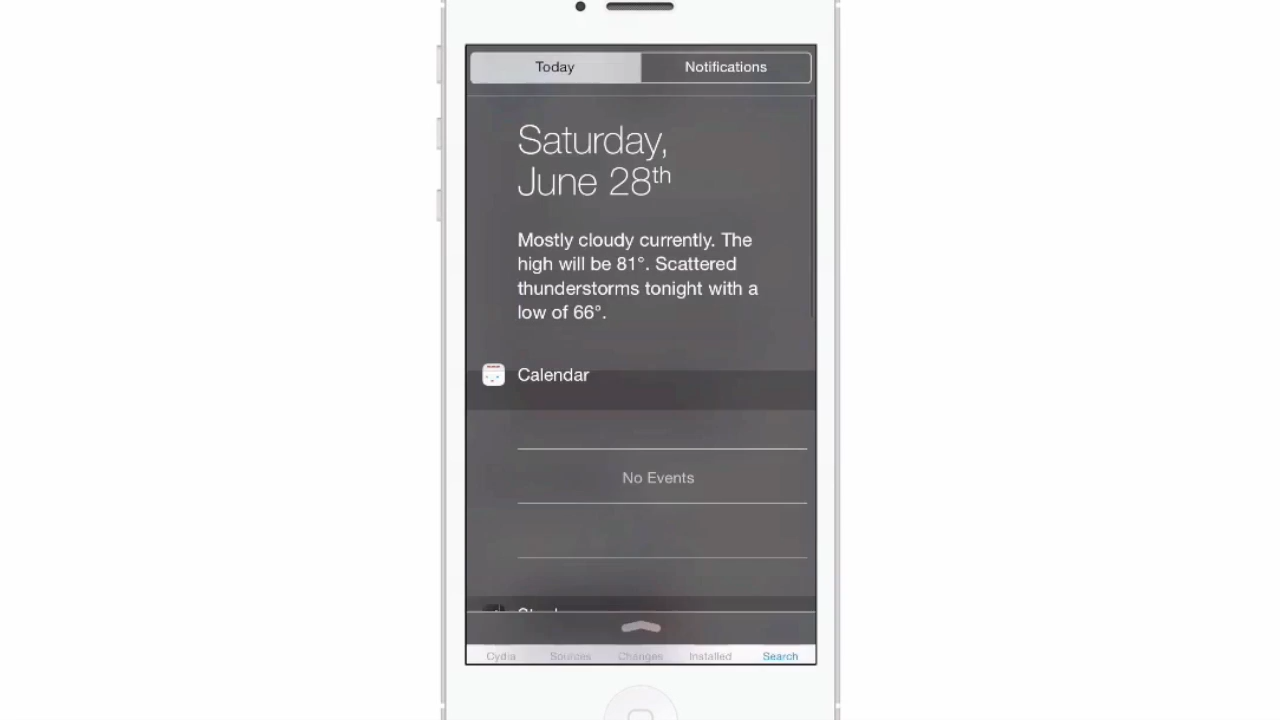 Today
Notifications
Saturday,
June 28th
Mostly cloudy currently. The
high will be 81°. Scattered
thunderstorms tonight with a
low of 66°.
Calendar
No Events
Cydia
Sources
Changes
Installed
Search